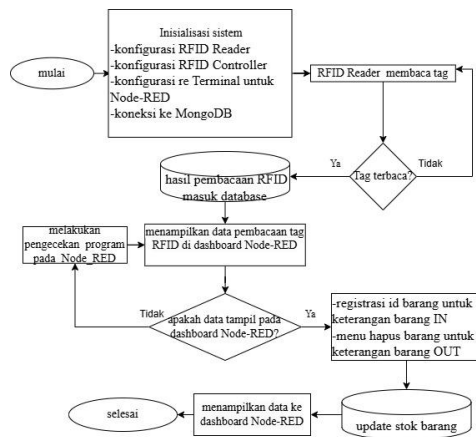 mulai
Inisialisasi sistem
-konfigurasi RFID Reader
-konfigurasi RFID Controller
-konfigurasi re Terminal untuk
Node-RED
-koneksi ke MongoDB
RFID Reader membaca tag
Tag terbaca?
Ya
Tidak
hasil pembacaan RFID
masuk database
menampilkan data pembacaan tag
RFID di dashboard Node-RED
melakukan
pengecekan program
pada Node_RED
apakah data tampil pada
dashboard Node-RED?
Tidak
Ya
-registrasi id barang untuk
keterangan barang IN
-menu hapus barang untuk
keterangan barang OUT
update stok barang
menampilkan data ke
dashboard Node-RED
selesai